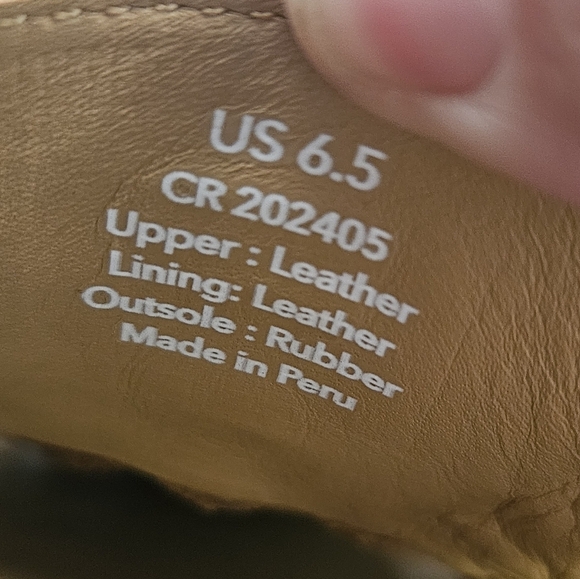 US 6.5
CR 202405
Upper : Leather
Lining: Leather
Outsole : Rubber
Made in Peru